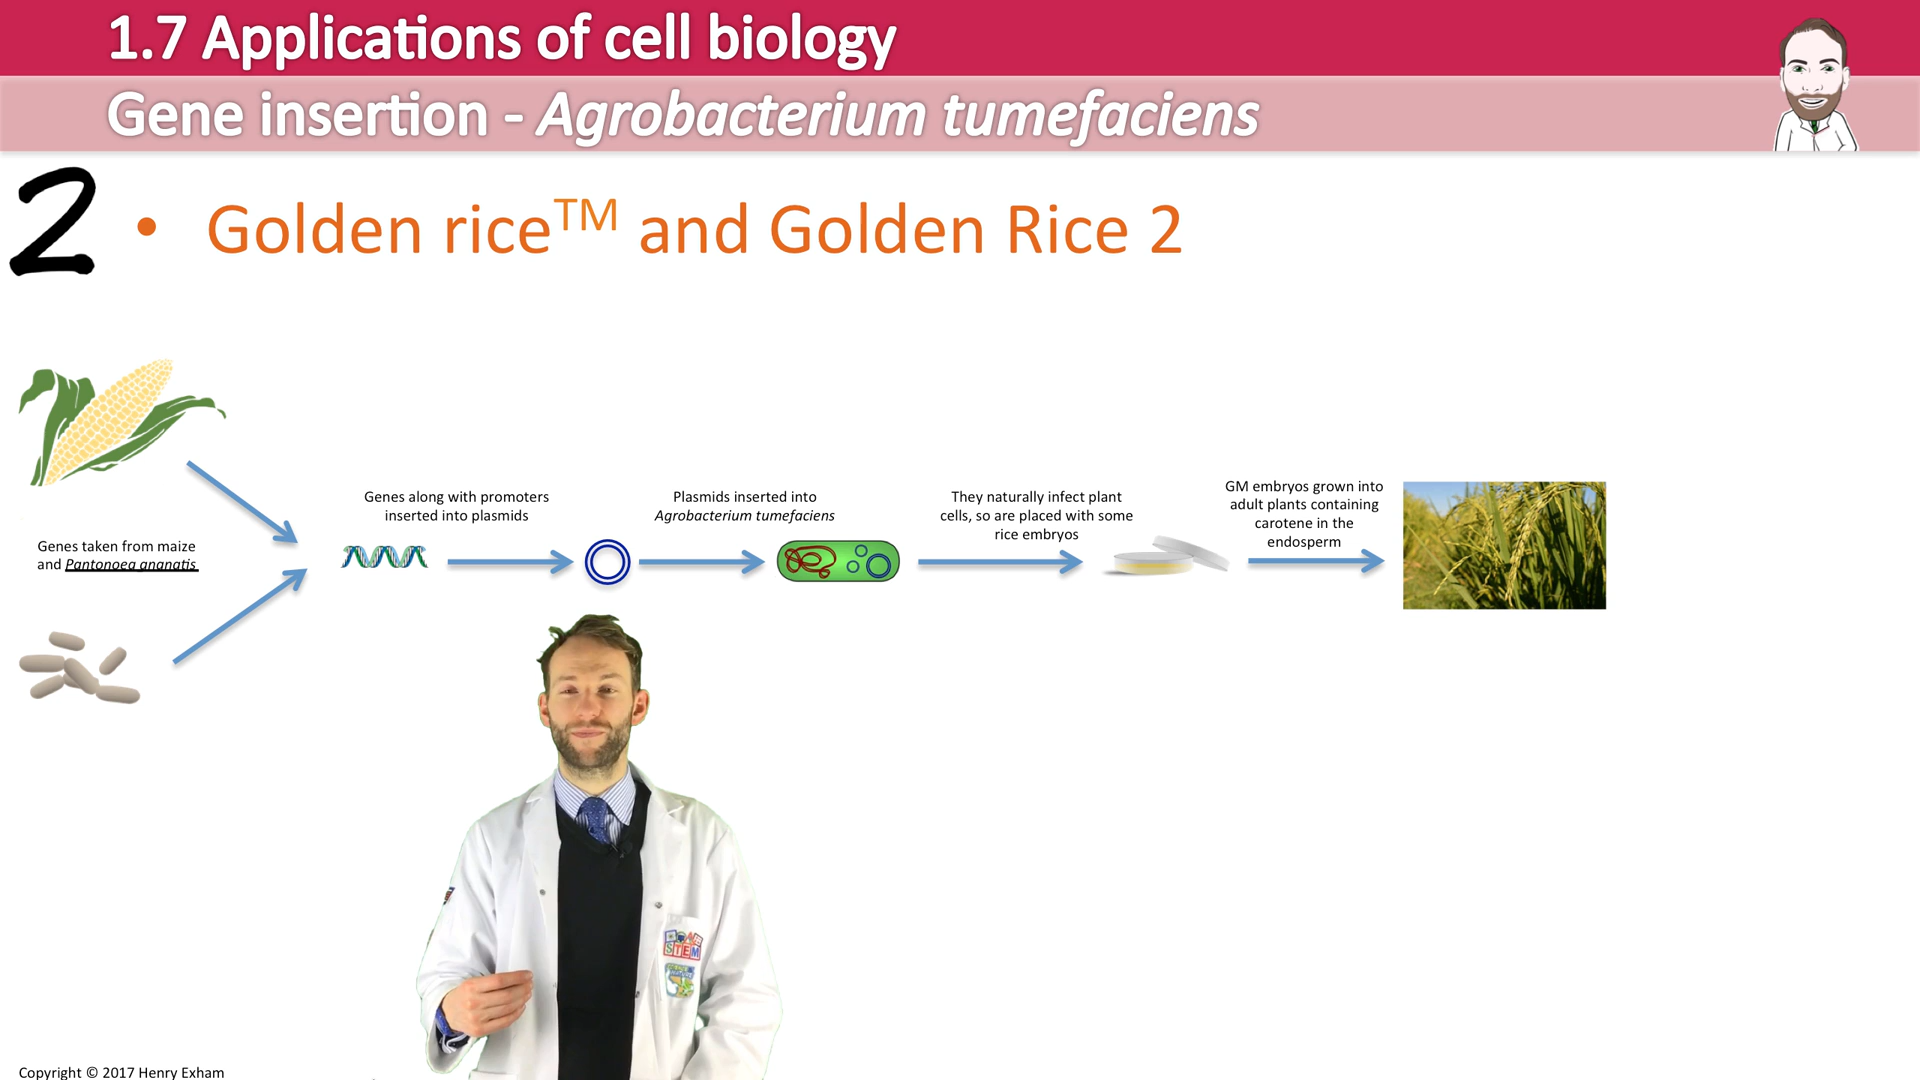 1.7 Applications of cell biology
Gene insertion - Agrobacterium tumefaciens
2
• Golden rice™ and Golden Rice 2
Genes taken from maize
and Pantonoea ananatis
Genes along with promoters
inserted into plasmids
Plasmids inserted into
Agrobacterium tumefaciens
They naturally infect plant
cells, so are placed with some
rice embryos
GM embryos grown into
adult plants containing
carotene in the
endosperm
STEM
Copyright © 2017 Henry Exham